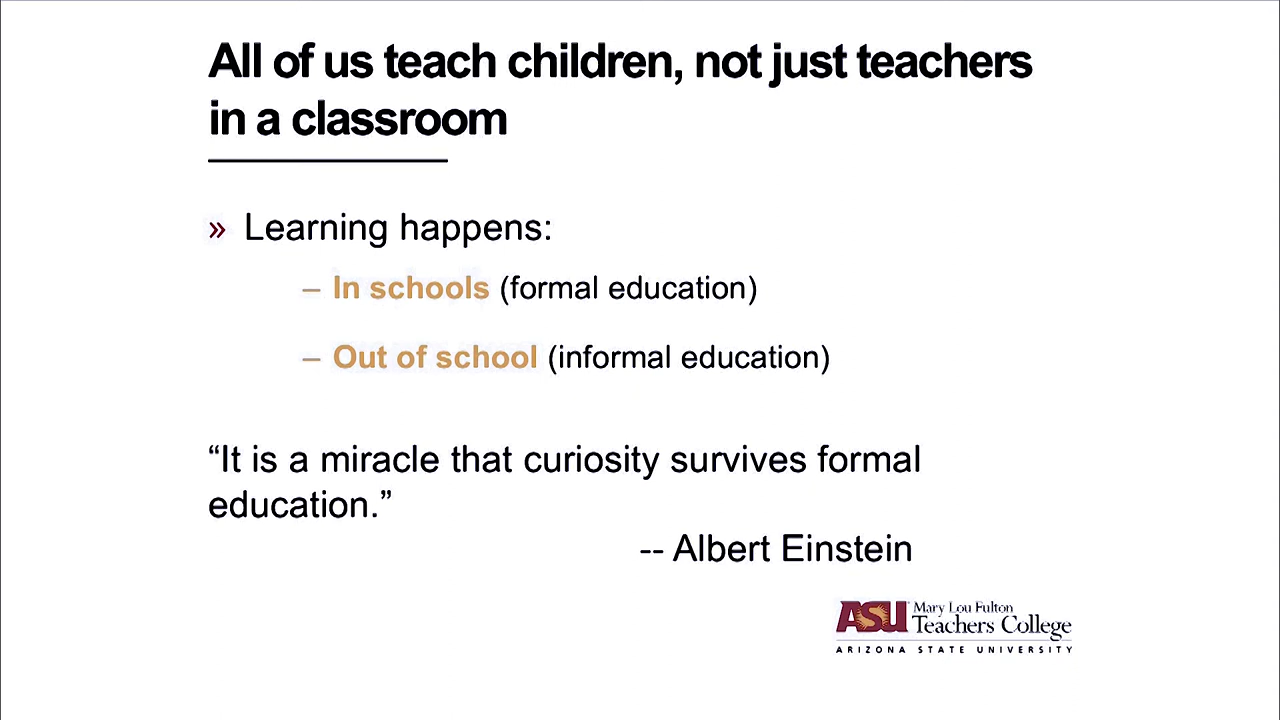 All of us teach children, not just teachers
in a classroom
» Learning happens:
– In schools (formal education)
– Out of school (informal education)
“It is a miracle that curiosity survives formal
education.”
-- Albert Einstein
ASU Mary Lou Fulton
Teachers College
ARIZONA STATE UNIVERSITY